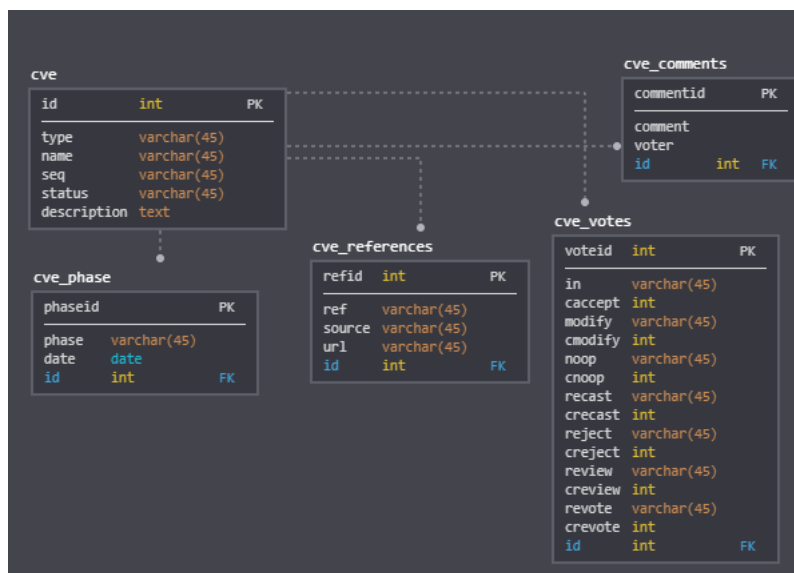 cve
id int PK
type varchar(45)
name varchar(45)
seq varchar(45)
status varchar(45)
description text
cve_comments
commentid PK
comment
voter
id int FK
cve_phase
phaseid PK
phase varchar(45)
date date
id int FK
cve_references
refid int PK
ref varchar(45)
source varchar(45)
url varchar(45)
id int FK
cve_votes
voteid int PK
in varchar(45)
caccept int
modify varchar(45)
cmodify int
noop varchar(45)
cnoop int
recast varchar(45)
crecast int
reject varchar(45)
creject int
review varchar(45)
creview int
revote varchar(45)
crevote int
id int FK